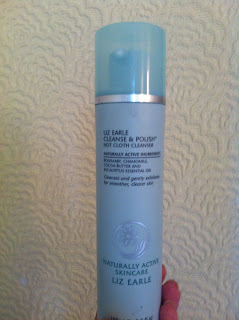 LIZ EARLE
CLEANSE & POLISH™
HOT CLOTH CLEANSER
NATURALLY ACTIVE INGREDIENTS
ROSEMARY, CHAMOMILE,
COCOA BUTTER AND
EUCALYPTUS ESSENTIAL OIL
Cleanses and gently exfoliates
for smoother, clearer skin
NATURALLY ACTIVE
SKINCARE
LIZ EARLE